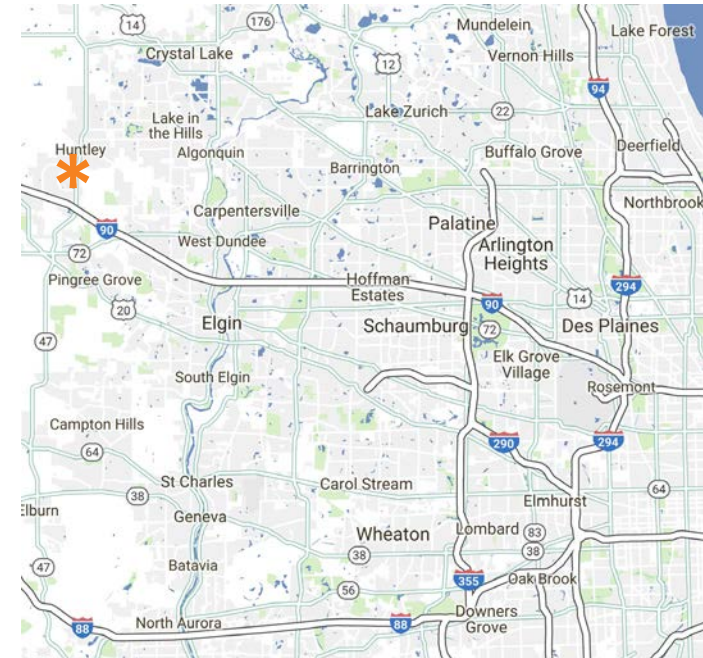 Mundelein
Lake Forest
14
176
Crystal Lake
12
Vernon Hills
94
Lake in
the Hills
Lake Zurich
22
Huntley
Algonquin
Barrington
Buffalo Grove
Deerfield
Northbrook
Carpentersville
Palatine
90
West Dundee
Arlington
Heights
72
Pingree Grove
Hoffman
Estates
294
20
90
14
Elgin
Schaumburg
72
Des Plaines
47
Elk Grove
Village
South Elgin
Rosemont
Campton Hills
290
294
64
St Charles
Carol Stream
64
38
Elburn
Geneva
Elmhurst
Wheaton
Lombard
83
38
38
47
Batavia
56
355
Oak Brook
88
North Aurora
88
Downers
Grove